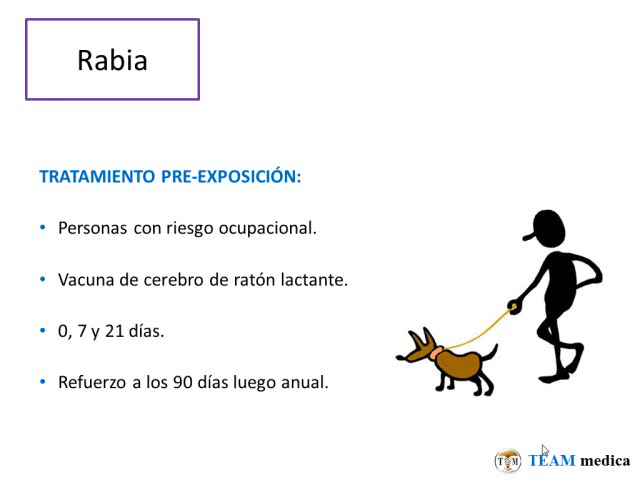 Rabia
TRATAMIENTO PRE-EXPOSICIÓN:
• Personas con riesgo ocupacional.
• Vacuna de cerebro de ratón lactante.
• 0, 7 y 21 días.
• Refuerzo a los 90 días luego anual.
TEAM medica